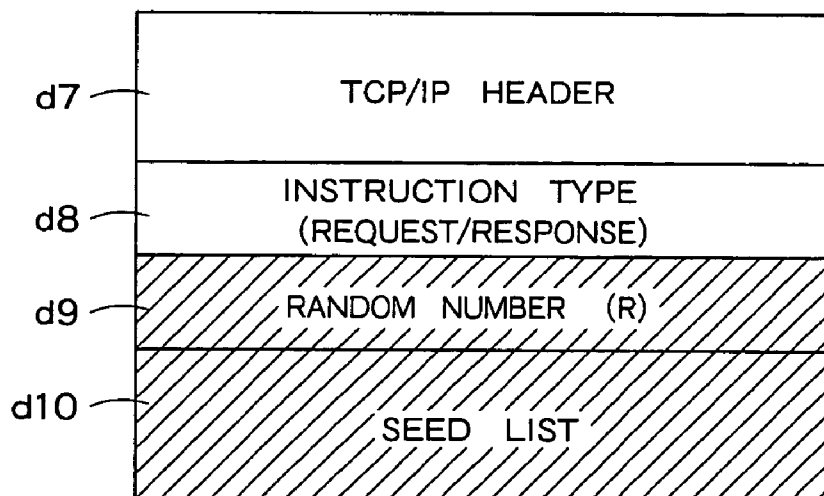 d7 TCP/IP HEADER
d8 INSTRUCTION TYPE
(REQUEST/RESPONSE)
d9 RANDOM NUMBER (R)
d10 SEED LIST